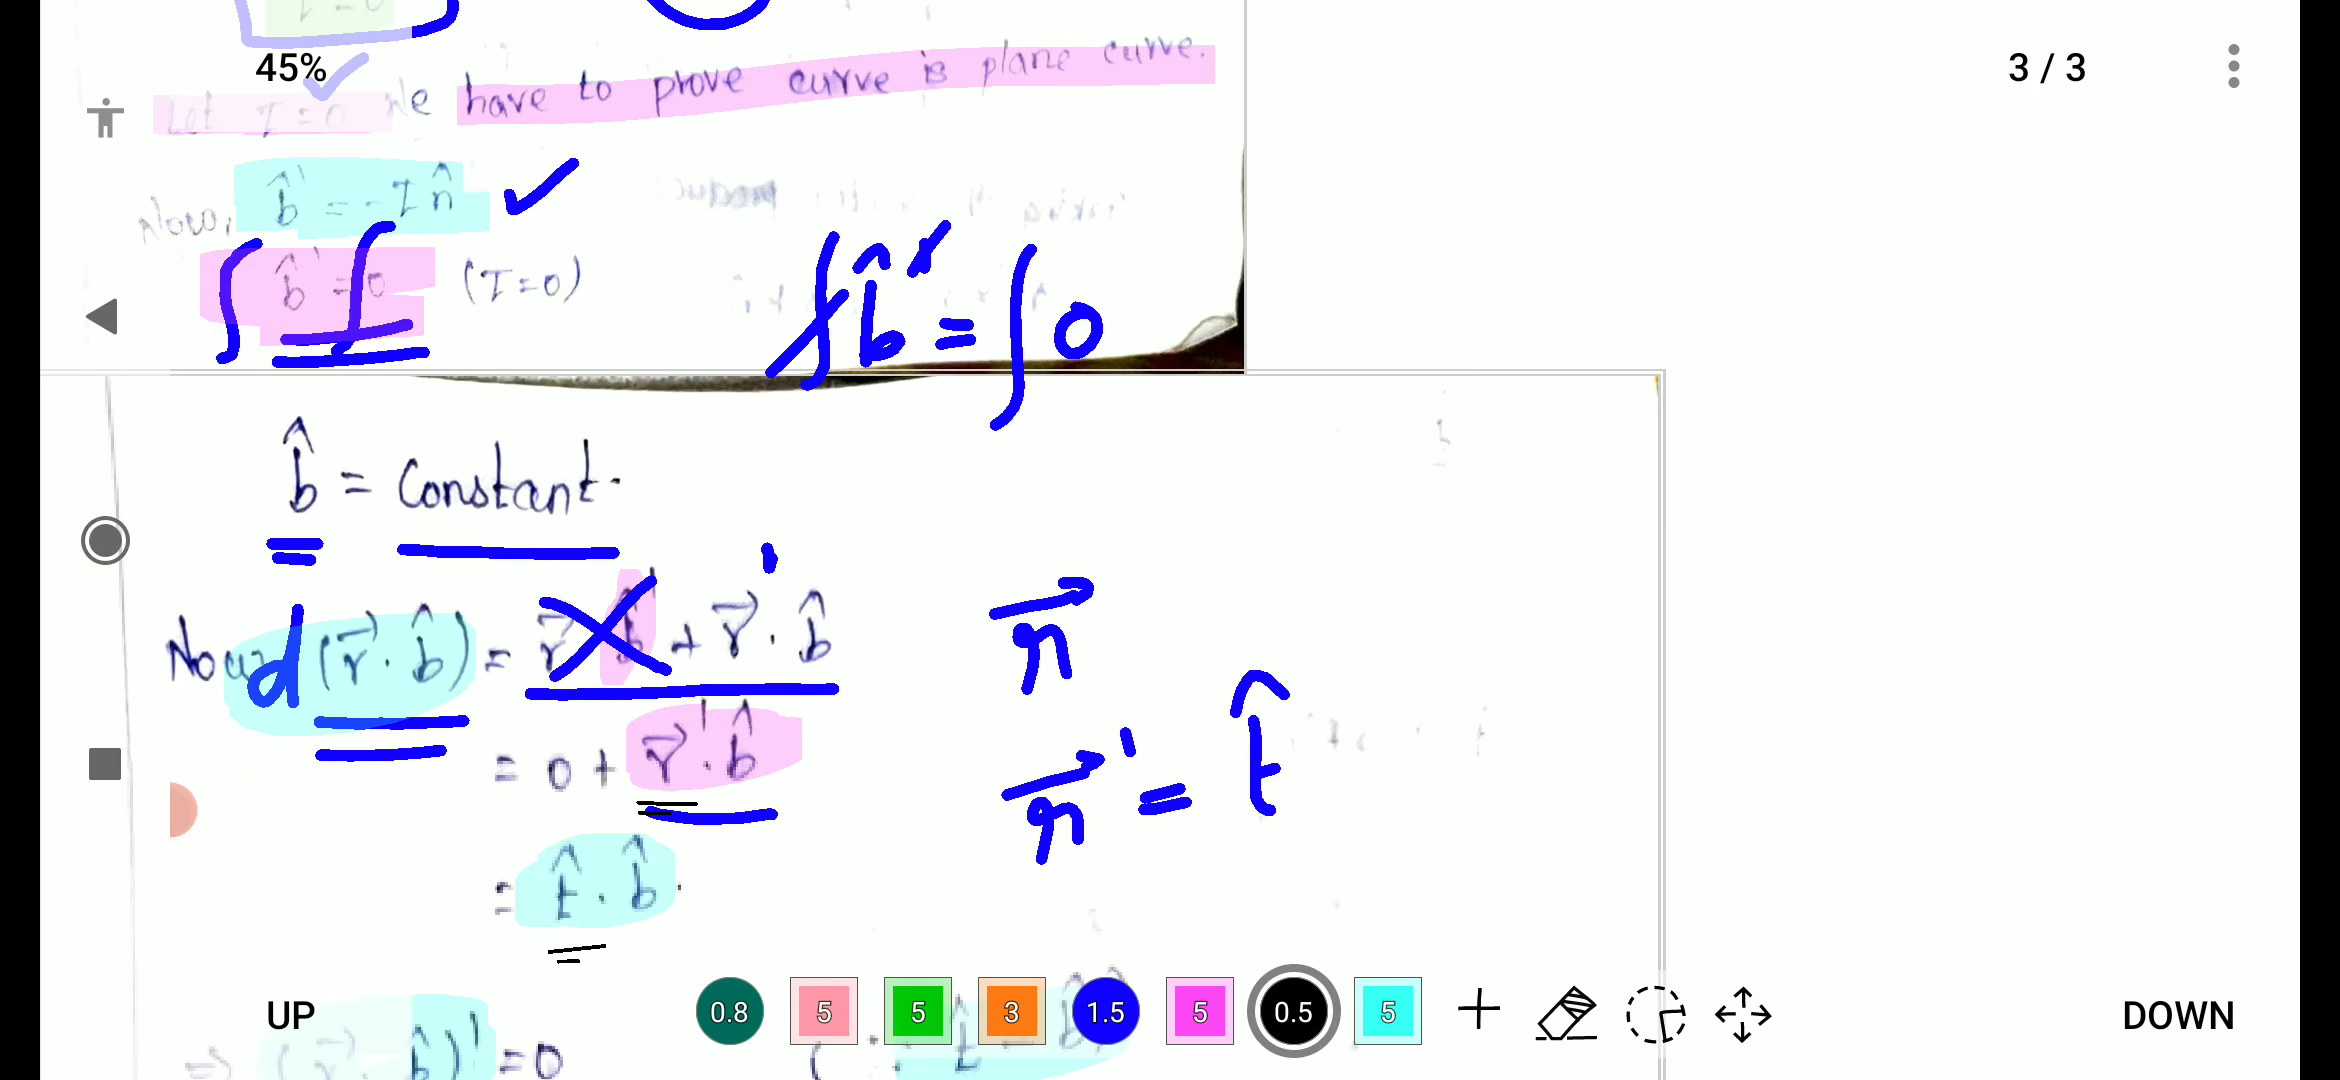 45%
3 / 3
Let τ = 0 We have to prove curve is plane curve.
Now, b̂' = -τ n̂
∫ b̂' = ∫ 0 (τ=0)
∫ b̂' = ∫ 0
b̂ = Constant.
Now d (r⃗ . b̂) = r⃗ b̂' + r⃗' . b̂
= 0 + r⃗' . b̂
= t̂ . b̂ .
r⃗
r⃗' = t̂
⇒ (r⃗ . b̂)' = 0
UP
0.8 5 5 3 1.5 5 0.5 5
DOWN